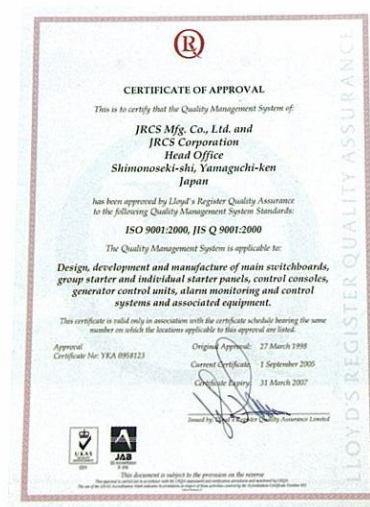 CERTIFICATE OF APPROVAL
This is to certify that the Quality Management System of:
JRCS Mfg. Co., Ltd. and
JRCS Corporation
Head Office
Shimonoseki-shi, Yamaguchi-ken
Japan
has been approved by Lloyd's Register Quality Assurance
to the following Quality Management System Standards:
ISO 9001:2000, JIS Q 9001:2000
The Quality Management System is applicable to:
Design, development and manufacture of main switchboards,
group starter and individual starter panels, control consoles,
generator control units, alarm monitoring and control
systems and associated equipment.
This certificate is valid only in association with the certificate schedule bearing the same
number on which the locations applicable to this approval are listed.
Approval
Certificate No: YKA 0958123
Original Approval: 27 March 1998
Current Certificate: 1 September 2005
Certificate Expiry: 31 March 2007
Issued by: Lloyd's Register Quality Assurance Limited
UKAS
JAB
This document is subject to the provision on the reverse
LLOYD'S REGISTER QUALITY ASSURANCE